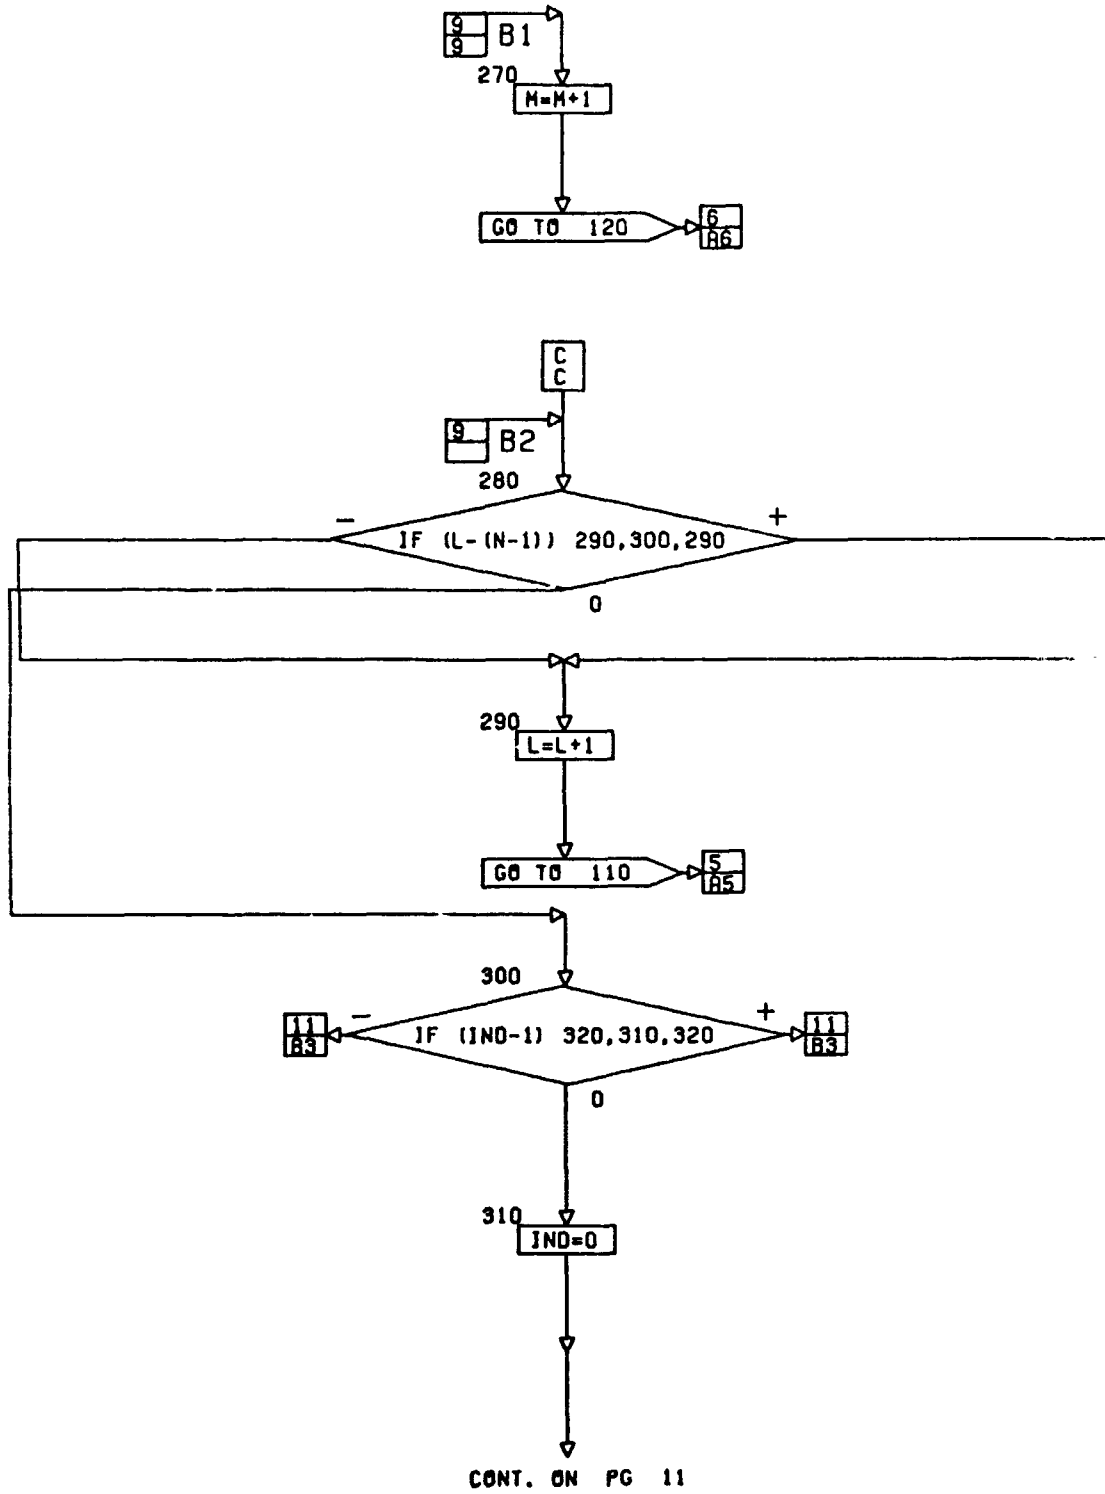 9
9
B1
270
M=M+1
GO TO 120
6
A6
C
C
9
B2
280
-
+
IF (L-(N-1)) 290,300,290
0
290
L=L+1
GO TO 110
5
A5
300
-
+
11
B3
IF (IND-1) 320,310,320
11
B3
0
310
IND=0
CONT. ON PG 11